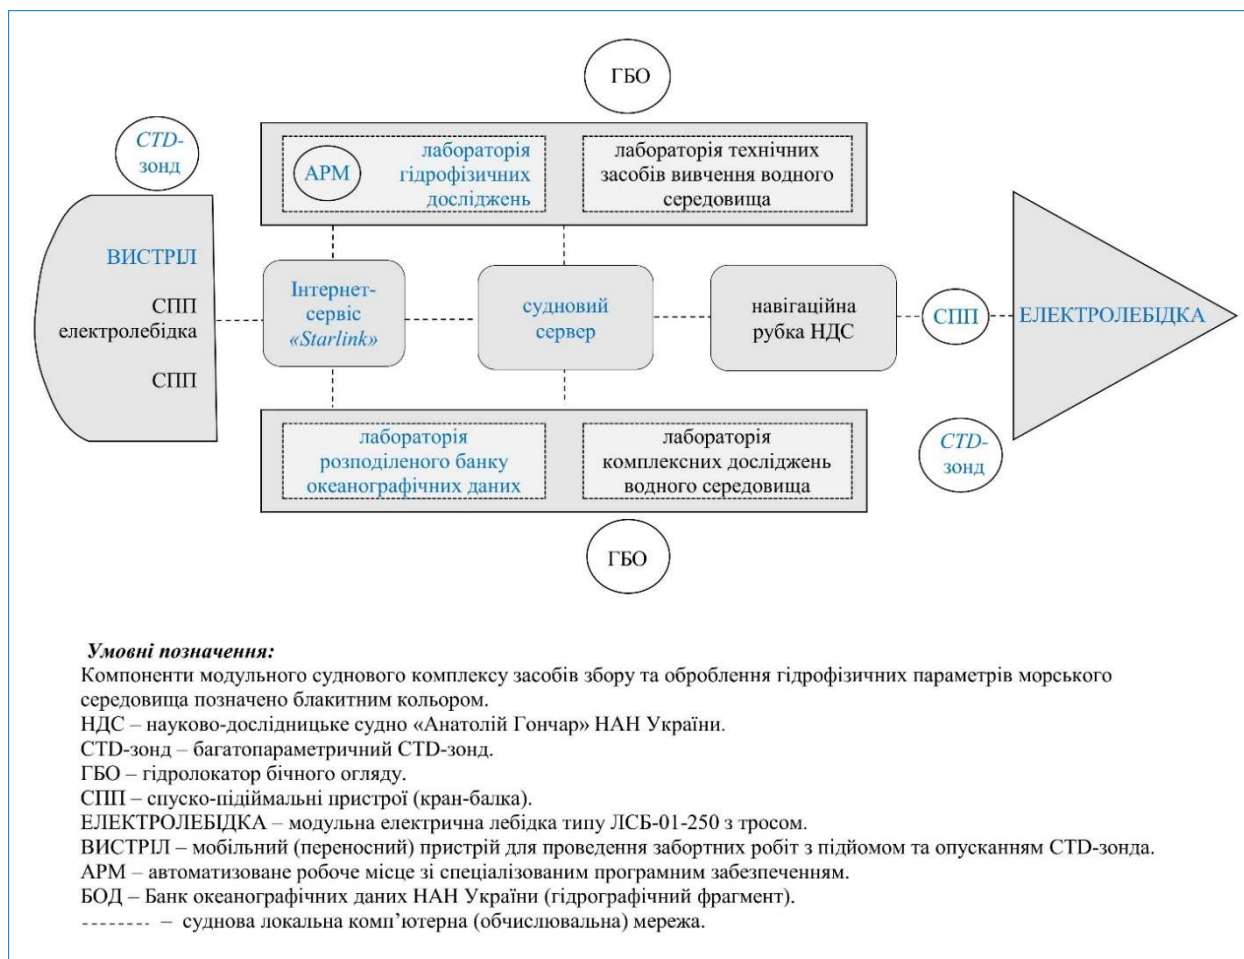 ГБО
CTD-
зонд
АРМ
лабораторія
гідрофізичних
досліджень
лабораторія технічних
засобів вивчення водного
середовища
ВИСТРІЛ
СПП
електролебідка
СПП
Інтернет-
сервіс
«Starlink»
судновий
сервер
навігаційна
рубка НДС
СПП
ЕЛЕКТРОЛЕБІДКА
лабораторія
розподіленого банку
океанографічних даних
лабораторія
комплексних досліджень
водного середовища
CTD-
зонд
ГБО
Умовні позначення:
Компоненти модульного суднового комплексу засобів збору та оброблення гідрофізичних параметрів морського
середовища позначено блакитним кольором.
НДС – науково-дослідницьке судно «Анатолій Гончар» НАН України.
CTD-зонд – багатопараметричний CTD-зонд.
ГБО – гідролокатор бічного огляду.
СПП – спуско-підіймальні пристрої (кран-балка).
ЕЛЕКТРОЛЕБІДКА – модульна електрична лебідка типу ЛСБ-01-250 з тросом.
ВИСТРІЛ – мобільний (переносний) пристрій для проведення забортних робіт з підйомом та опусканням CTD-зонда.
АРМ – автоматизоване робоче місце зі спеціалізованим програмним забезпеченням.
БОД – Банк океанографічних даних НАН України (гідрографічний фрагмент).
-------- – суднова локальна комп’ютерна (обчислювальна) мережа.